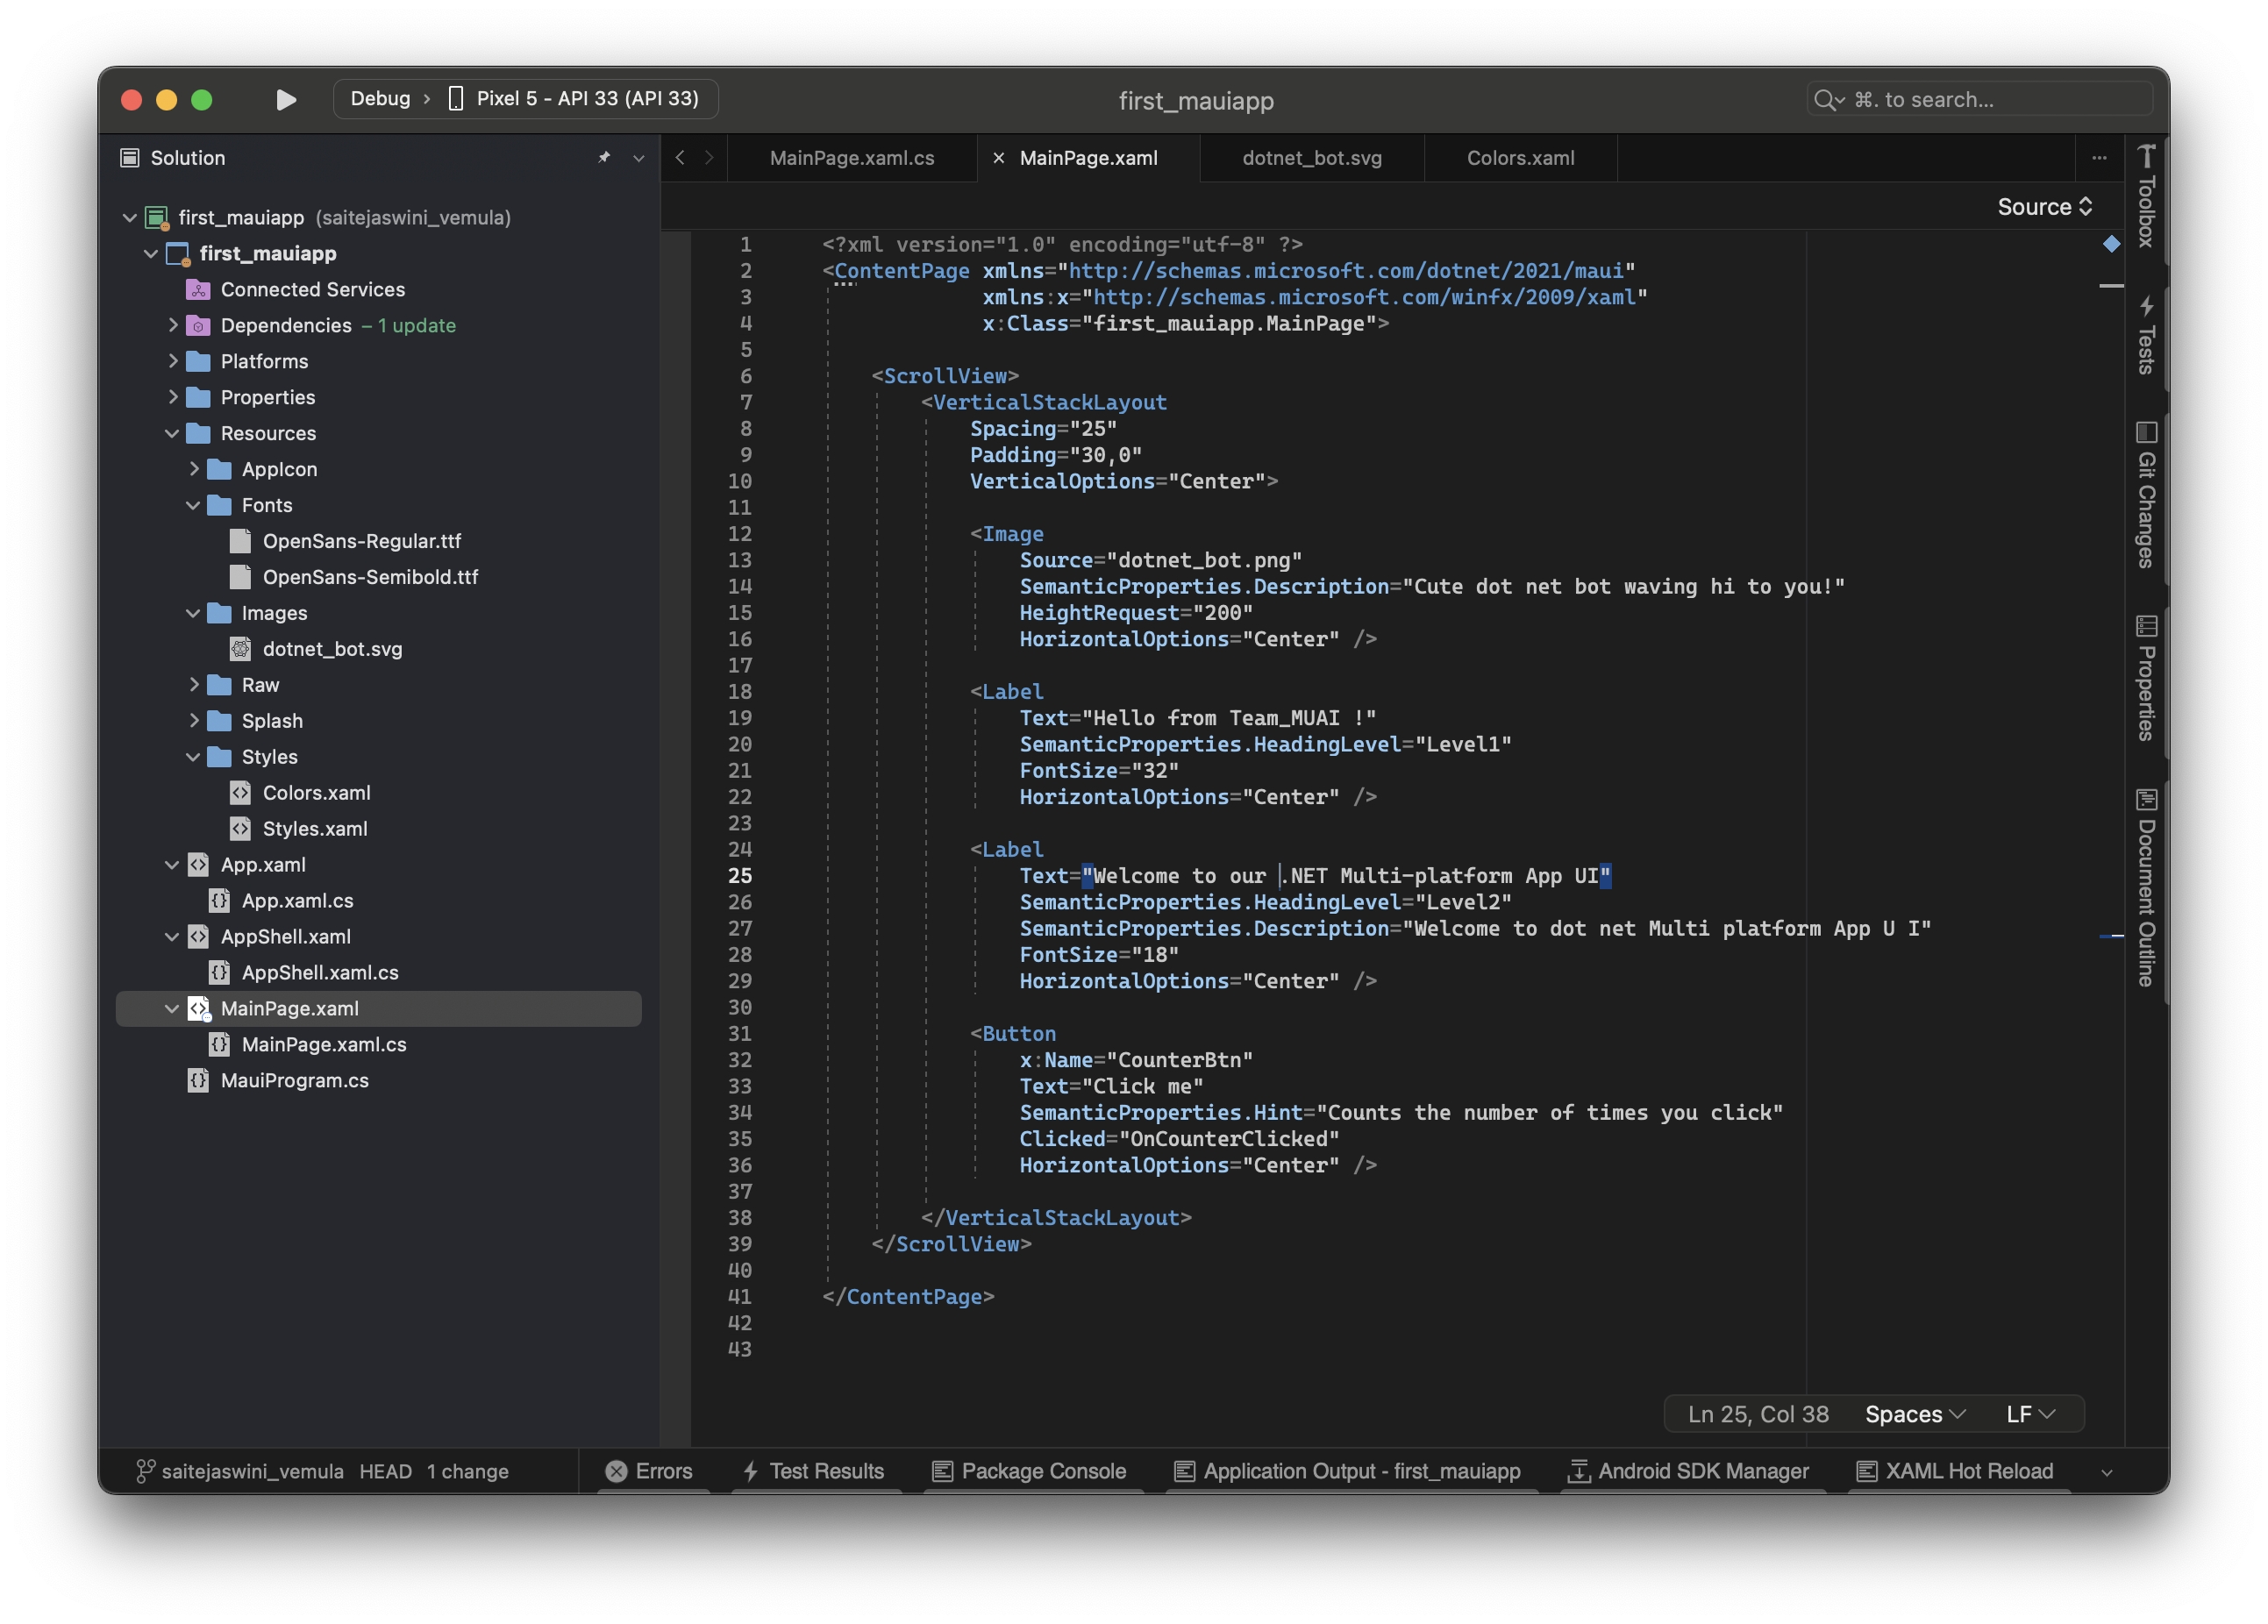 Debug › Pixel 5 - API 33 (API 33)
first_mauiapp
⌘. to search...
Solution
first_mauiapp (saitejaswini_vemula)
first_mauiapp
Connected Services
Dependencies – 1 update
Platforms
Properties
Resources
AppIcon
Fonts
OpenSans-Regular.ttf
OpenSans-Semibold.ttf
Images
dotnet_bot.svg
Raw
Splash
Styles
Colors.xaml
Styles.xaml
App.xaml
App.xaml.cs
AppShell.xaml
AppShell.xaml.cs
MainPage.xaml
MainPage.xaml.cs
MauiProgram.cs
MainPage.xaml.cs
× MainPage.xaml
dotnet_bot.svg
Colors.xaml
...
Source
1 <?xml version="1.0" encoding="utf-8" ?>
2 <ContentPage xmlns="http://schemas.microsoft.com/dotnet/2021/maui"
3 xmlns:x="http://schemas.microsoft.com/winfx/2009/xaml"
4 x:Class="first_mauiapp.MainPage">
5
6 <ScrollView>
7 <VerticalStackLayout
8 Spacing="25"
9 Padding="30,0"
10 VerticalOptions="Center">
11
12 <Image
13 Source="dotnet_bot.png"
14 SemanticProperties.Description="Cute dot net bot waving hi to you!"
15 HeightRequest="200"
16 HorizontalOptions="Center" />
17
18 <Label
19 Text="Hello from Team_MUAI !"
20 SemanticProperties.HeadingLevel="Level1"
21 FontSize="32"
22 HorizontalOptions="Center" />
23
24 <Label
25 Text="Welcome to our .NET Multi-platform App UI"
26 SemanticProperties.HeadingLevel="Level2"
27 SemanticProperties.Description="Welcome to dot net Multi platform App U I"
28 FontSize="18"
29 HorizontalOptions="Center" />
30
31 <Button
32 x:Name="CounterBtn"
33 Text="Click me"
34 SemanticProperties.Hint="Counts the number of times you click"
35 Clicked="OnCounterClicked"
36 HorizontalOptions="Center" />
37
38 </VerticalStackLayout>
39 </ScrollView>
40
41 </ContentPage>
42
43
Ln 25, Col 38 Spaces LF
Toolbox
Tests
Git Changes
Properties
Document Outline
saitejaswini_vemula HEAD 1 change
Errors
Test Results
Package Console
Application Output - first_mauiapp
Android SDK Manager
XAML Hot Reload